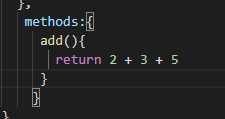 },
methods:{
add(){
return 2 + 3 + 5
}
}
}